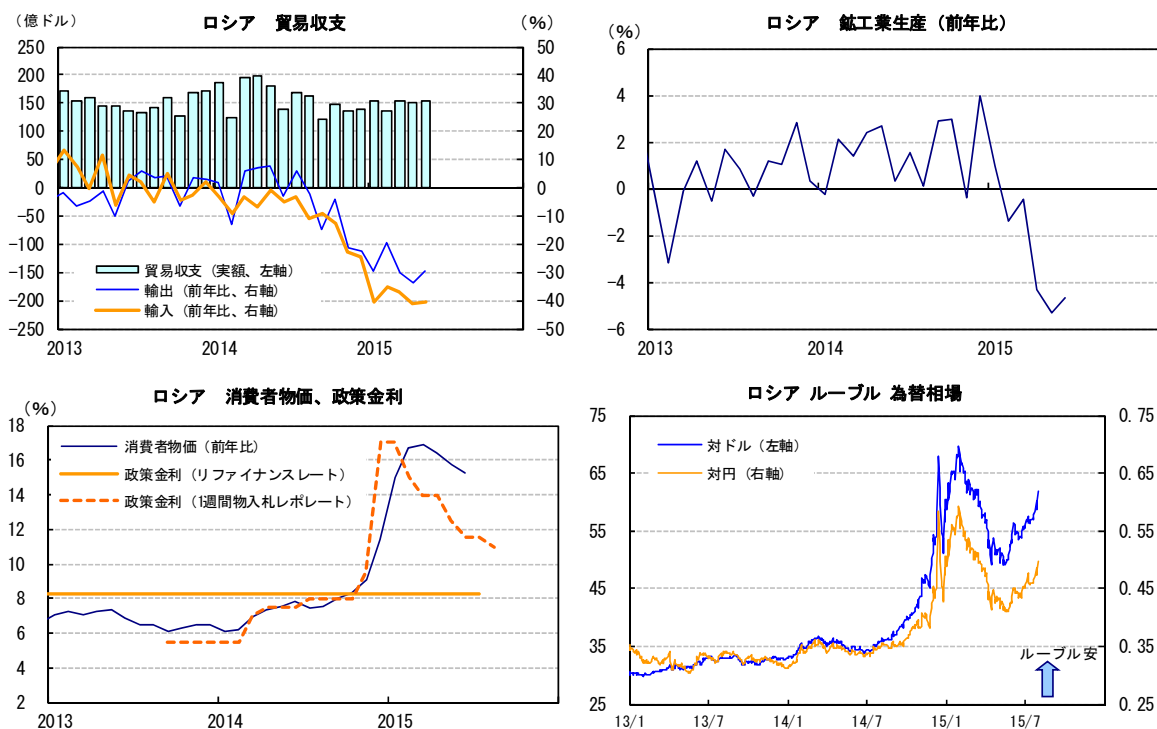 ロシア 貿易収支
（億ドル）
（%）
250
200
150
100
50
0
−50
−100
−150
−200
−250
50
40
30
20
10
0
−10
−20
−30
−40
−50
貿易収支（実額、左軸）
輸出（前年比、右軸）
輸入（前年比、右軸）
2013 2014 2015
ロシア 鉱工業生産（前年比）
（%）
6
4
2
0
−2
−4
−6
2013 2014 2015
ロシア 消費者物価、政策金利
（%）
18
16
14
12
10
8
6
4
2
消費者物価（前年比）
政策金利（リファイナンスレート）
政策金利（1週間物入札レポレート）
2013 2014 2015
ロシア ルーブル 為替相場
75
65
55
45
35
25
0.75
0.65
0.55
0.45
0.35
0.25
対ドル（左軸）
対円（右軸）
ルーブル安
13/1 13/7 14/1 14/7 15/1 15/7